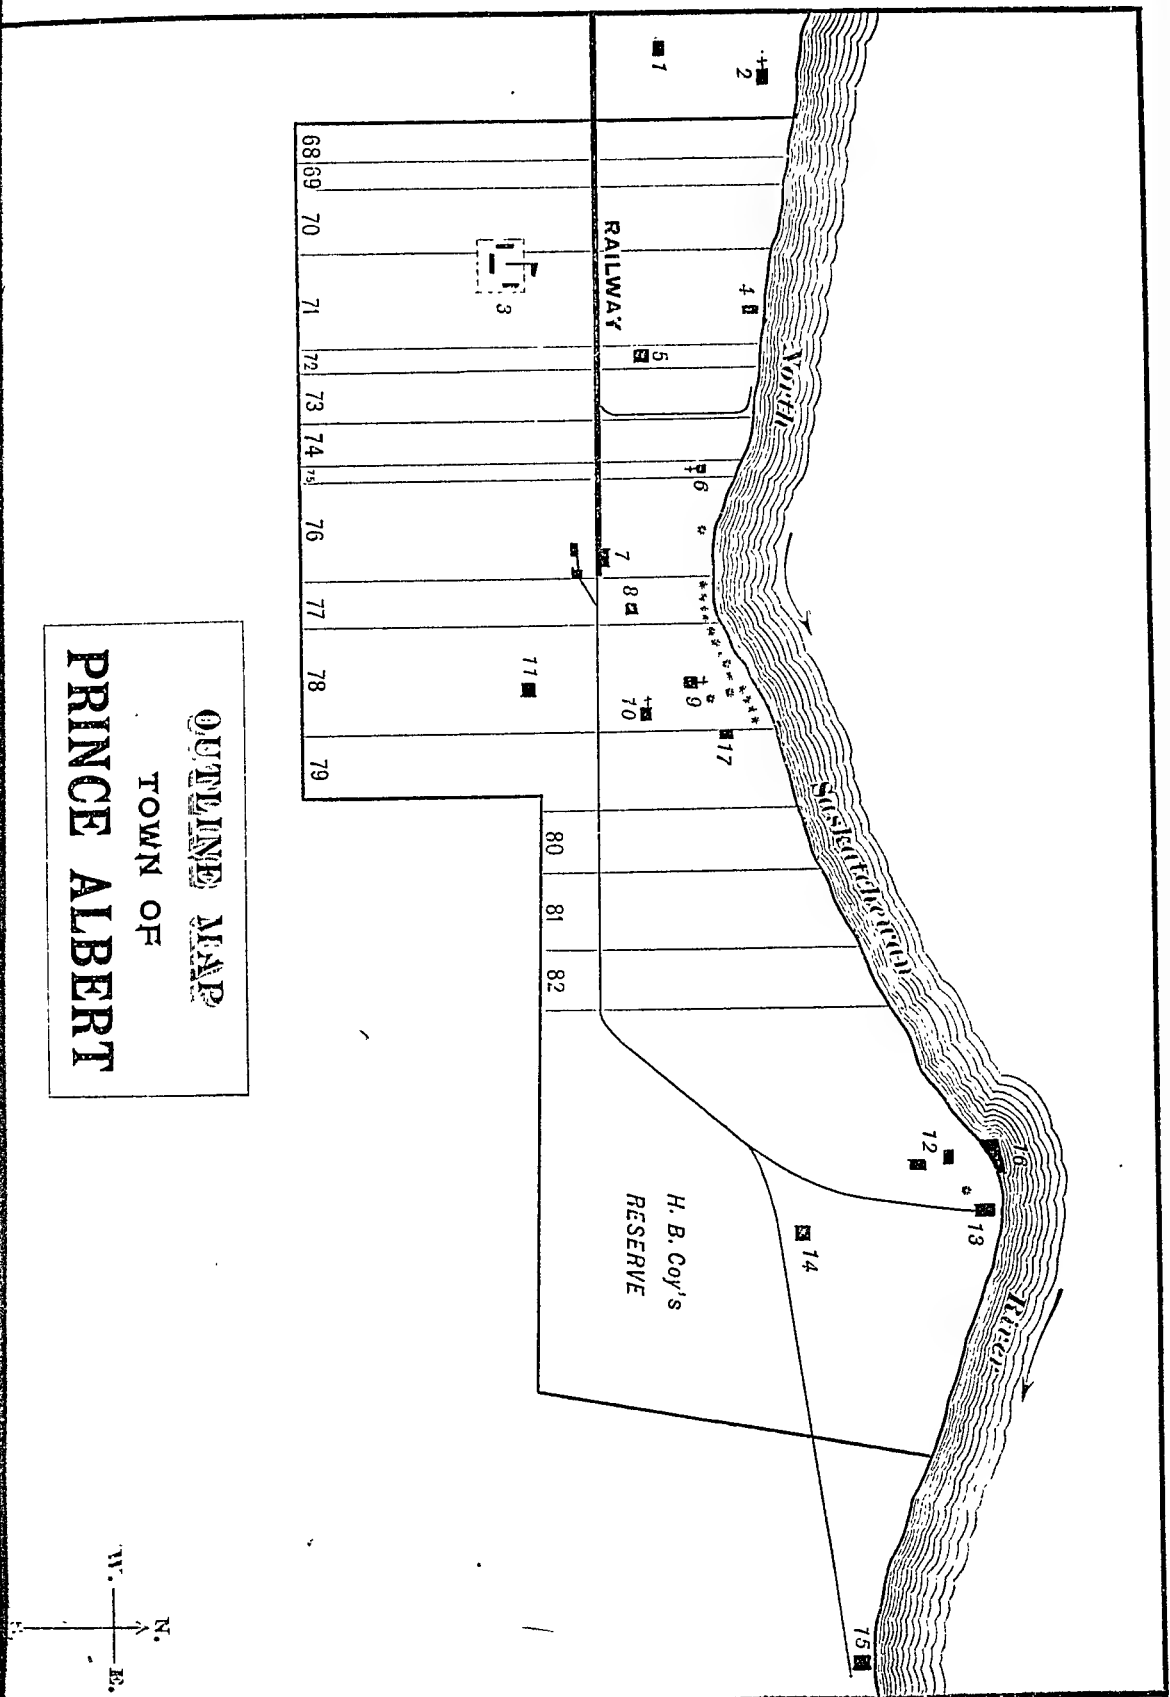 OUTLINE MAP
TOWN OF
PRINCE ALBERT
North Saskatchewan River
RAILWAY
H. B. Coy's
RESERVE
68 69 70 71 72 73 74 75 76 77 78 79
80 81 82
1
2
3
4
5
6
7
8
9
10
11
12
13
14
15
16
17
N.
W. E.